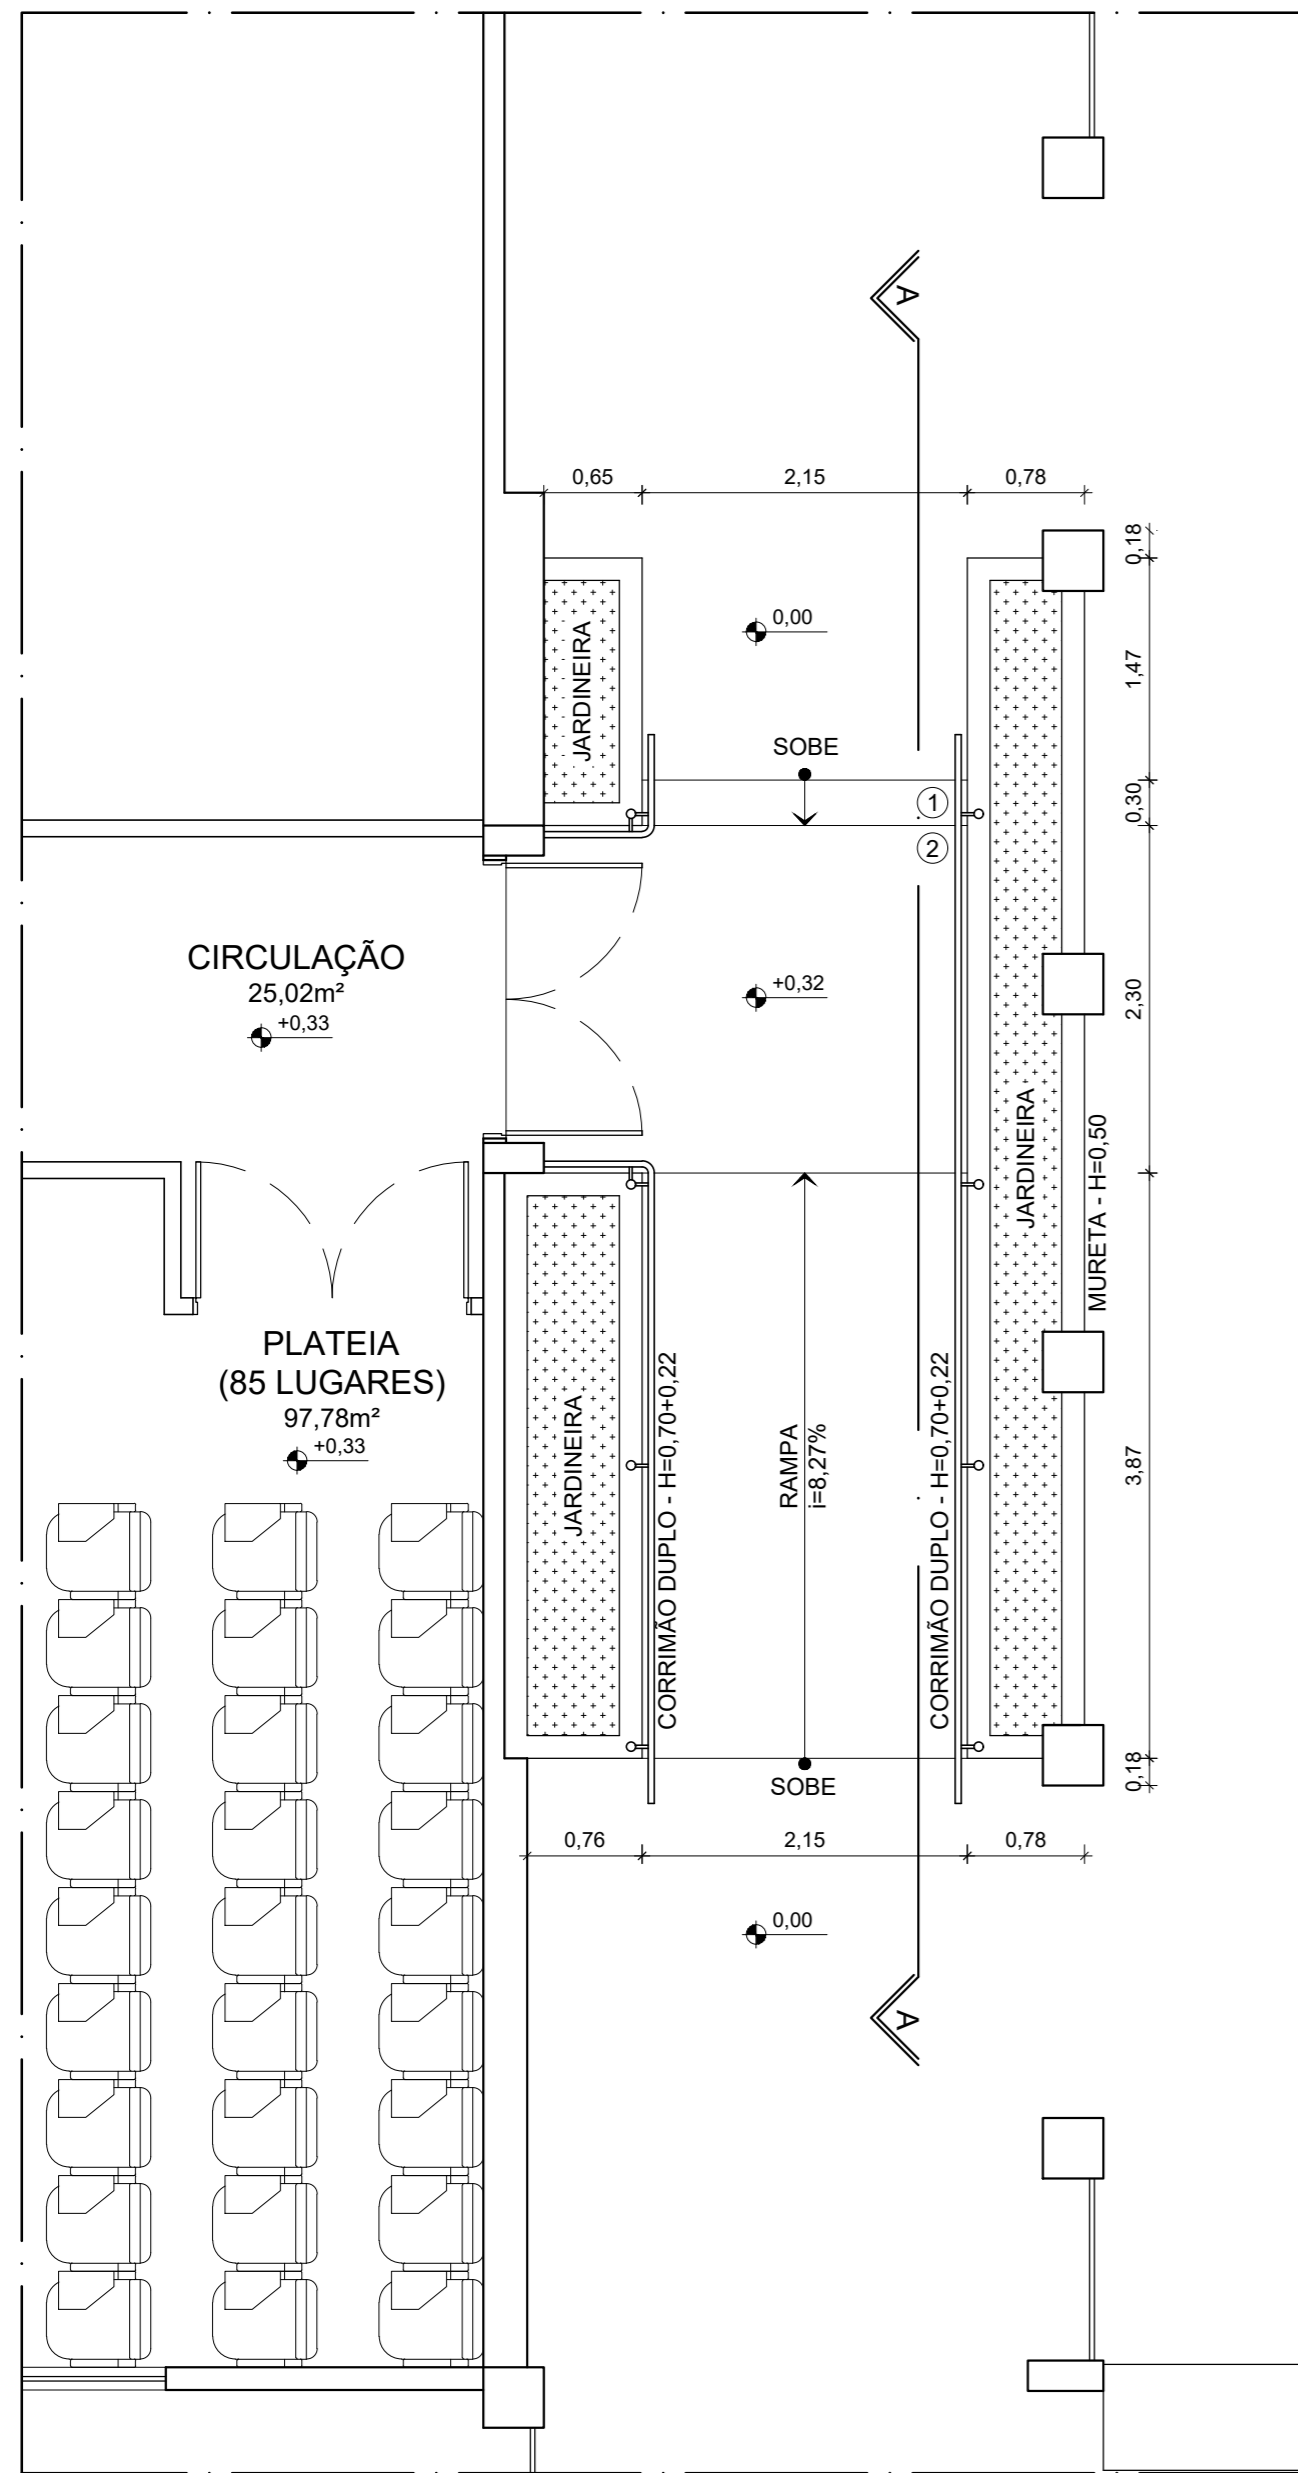 A
0,65
2,15
0,78
0,18
0,00
1,47
JARDINEIRA
SOBE
1
0,30
2
CIRCULAÇÃO
25,02m²
+0,33
+0,32
2,30
JARDINEIRA
MURETA - H=0,50
PLATEIA
(85 LUGARES)
97,78m²
+0,33
JARDINEIRA
CORRIMÃO DUPLO - H=0,70+0,22
RAMPA
i=8,27%
CORRIMÃO DUPLO - H=0,70+0,22
3,87
SOBE
0,18
0,76
2,15
0,78
0,00
A